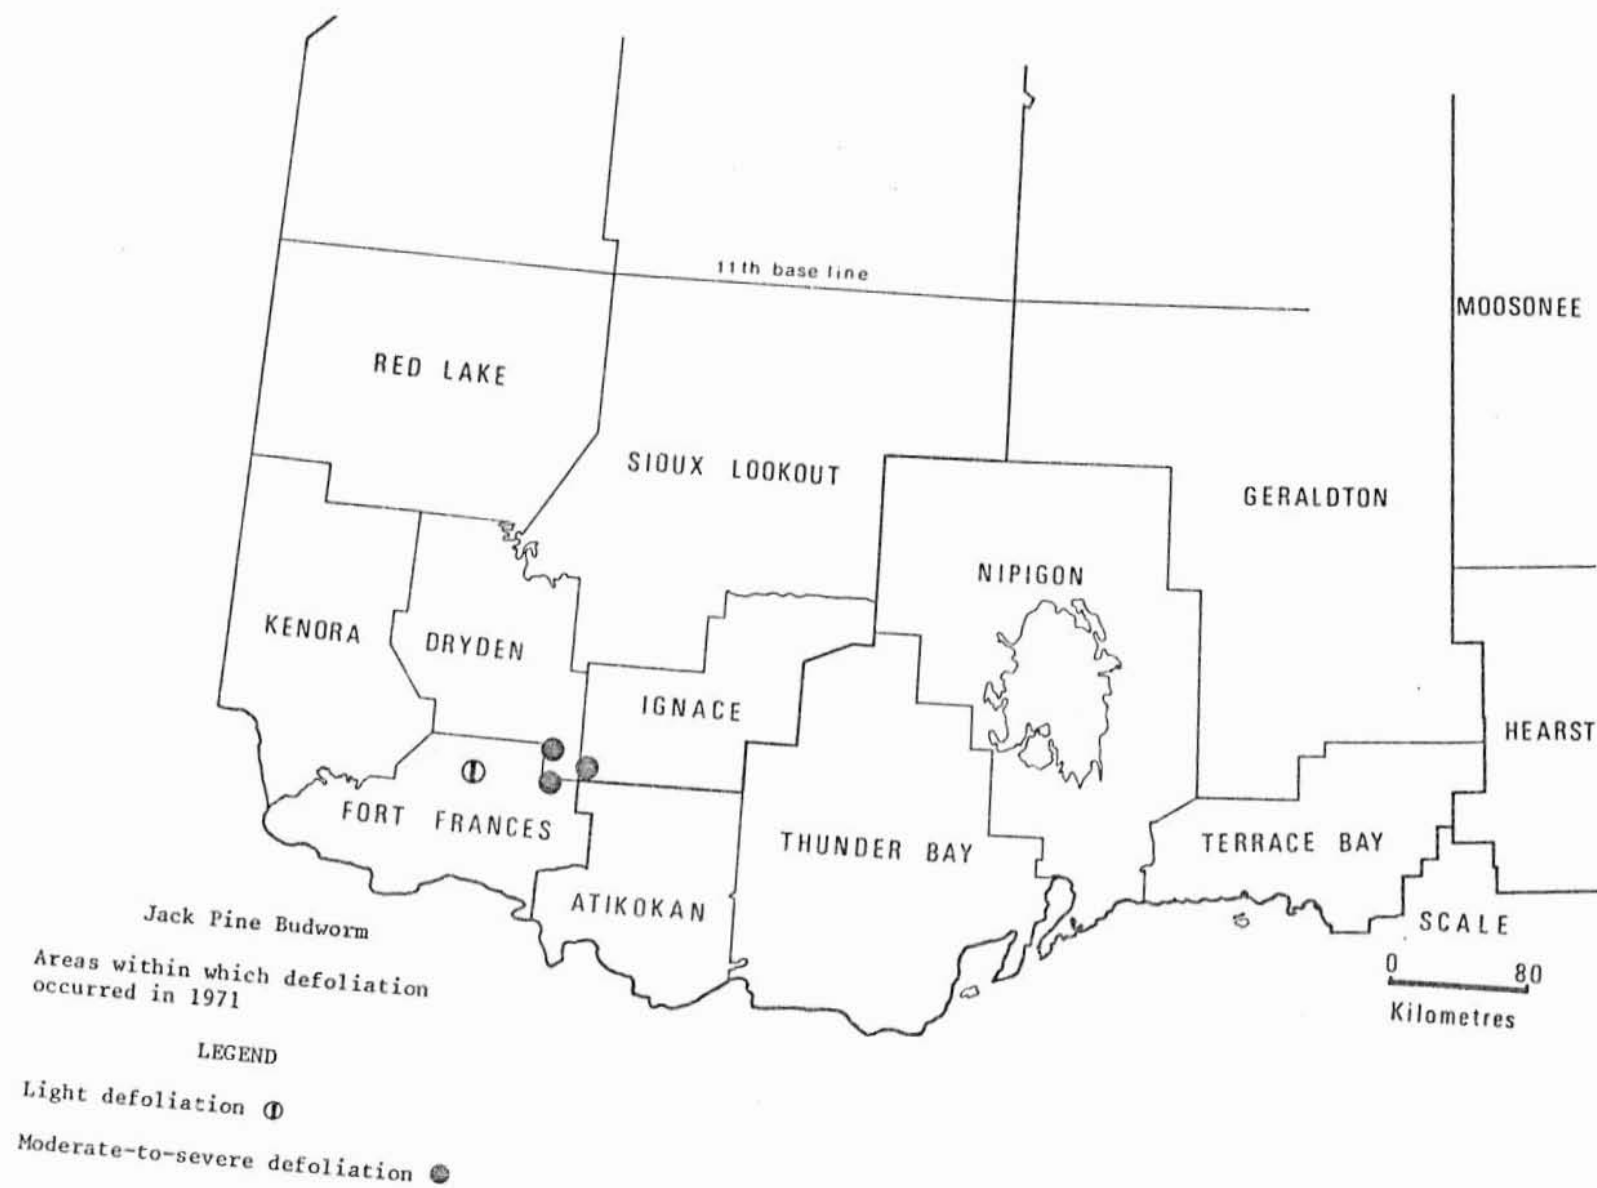 11th base line
MOOSONEE
RED LAKE
SIOUX LOOKOUT
GERALDTON
NIPIGON
KENORA
DRYDEN
IGNACE
HEARST
FORT FRANCES
THUNDER BAY
TERRACE BAY
ATIKOKAN
SCALE
0 80
Kilometres
Jack Pine Budworm
Areas within which defoliation
occurred in 1971
LEGEND
Light defoliation
Moderate-to-severe defoliation